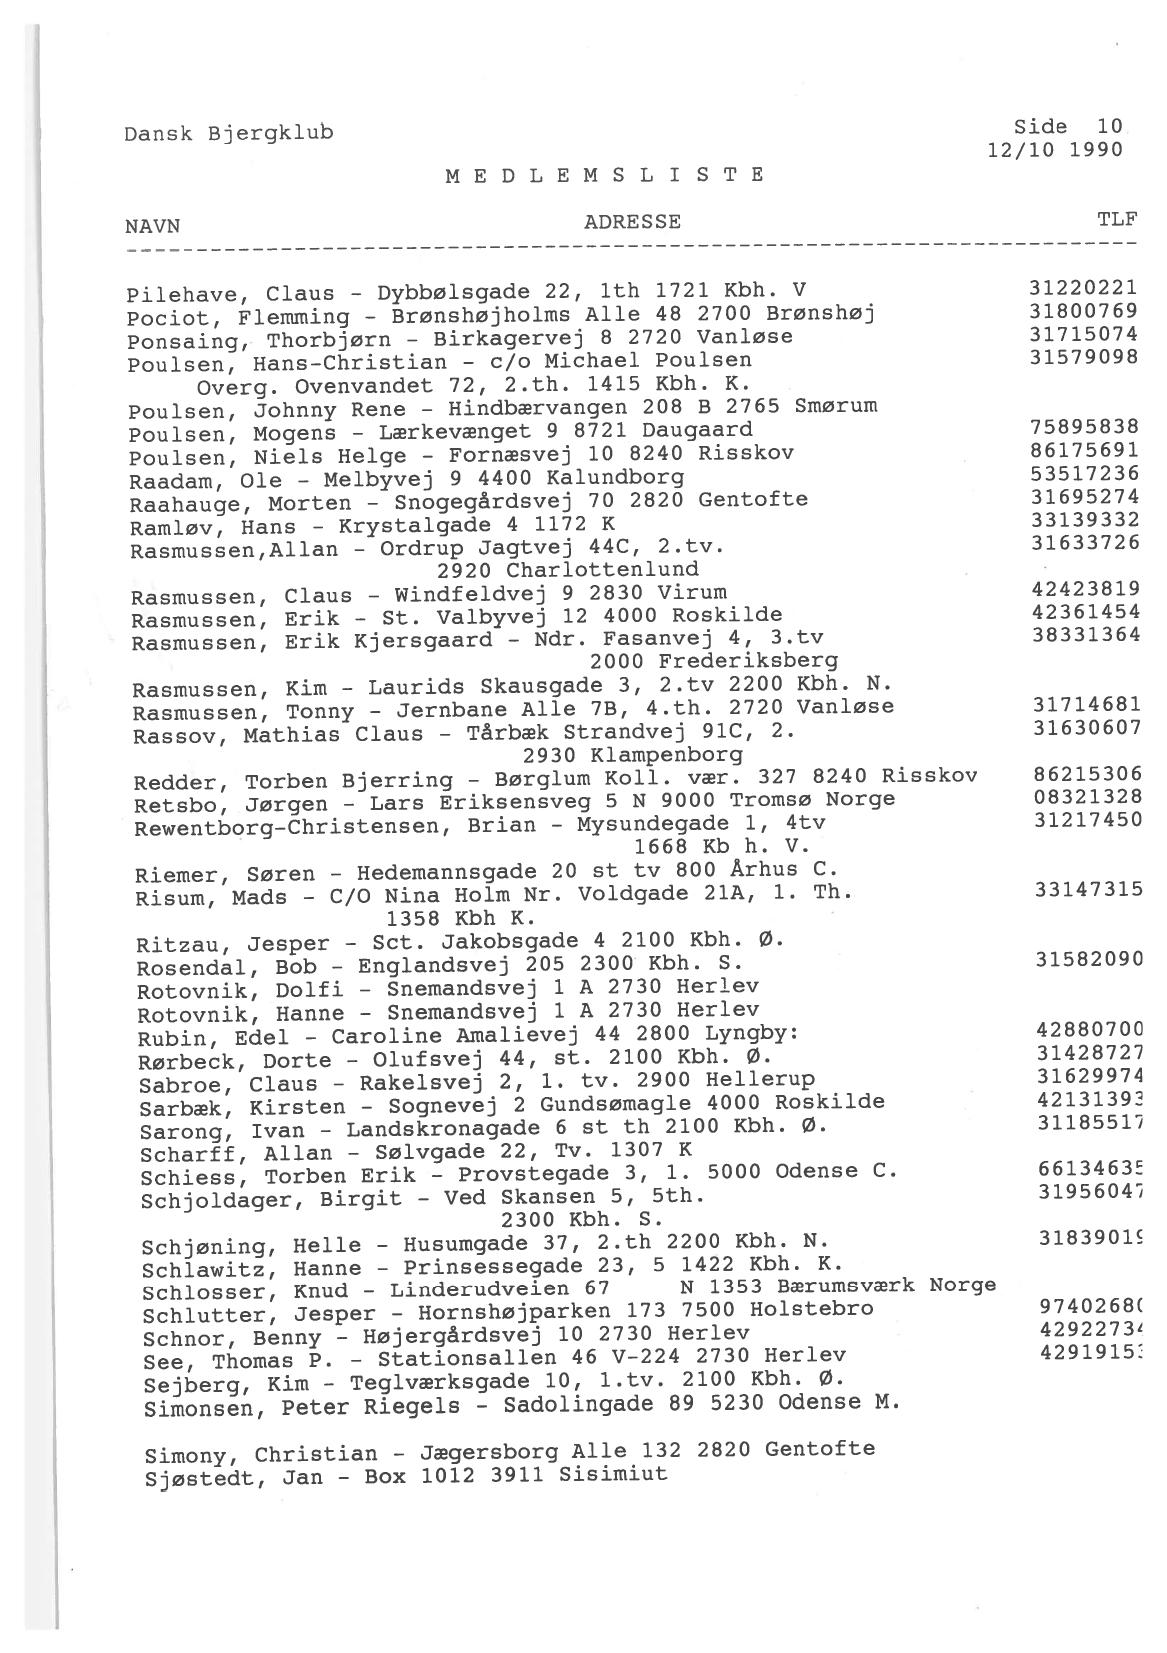 Dansk Bjergklub Side 10
12/10 1990
M E D L E M S L I S T E
NAVN ADRESSE TLF
-------------------------------------------------------------------------
Pilehave, Claus - Dybbølsgade 22, 1th 1721 Kbh. V 31220221
Pociot, Flemming - Brønshøjholms Alle 48 2700 Brønshøj 31800769
Ponsaing, Thorbjørn - Birkagervej 8 2720 Vanløse 31715074
Poulsen, Hans-Christian - c/o Michael Poulsen 31579098
Overg. Ovenvandet 72, 2.th. 1415 Kbh. K.
Poulsen, Johnny Rene - Hindbærvangen 208 B 2765 Smørum
Poulsen, Mogens - Lærkevænget 9 8721 Daugaard 75895838
Poulsen, Niels Helge - Fornæsvej 10 8240 Risskov 86175691
Raadam, Ole - Melbyvej 9 4400 Kalundborg 53517236
Raahauge, Morten - Snogegårdsvej 70 2820 Gentofte 31695274
Ramløv, Hans - Krystalgade 4 1172 K 33139332
Rasmussen,Allan - Ordrup Jagtvej 44C, 2.tv. 31633726
2920 Charlottenlund
Rasmussen, Claus - Windfeldvej 9 2830 Virum 42423819
Rasmussen, Erik - St. Valbyvej 12 4000 Roskilde 42361454
Rasmussen, Erik Kjersgaard - Ndr. Fasanvej 4, 3.tv 38331364
2000 Frederiksberg
Rasmussen, Kim - Laurids Skausgade 3, 2.tv 2200 Kbh. N.
Rasmussen, Tonny - Jernbane Alle 7B, 4.th. 2720 Vanløse 31714681
Rassov, Mathias Claus - Tårbæk Strandvej 91C, 2. 31630607
2930 Klampenborg
Redder, Torben Bjerring - Børglum Koll. vær. 327 8240 Risskov 86215306
Retsbo, Jørgen - Lars Eriksensveg 5 N 9000 Tromsø Norge 08321328
Rewentborg-Christensen, Brian - Mysundegade 1, 4tv 31217450
1668 Kb h. V.
Riemer, Søren - Hedemannsgade 20 st tv 800 Århus C.
Risum, Mads - C/O Nina Holm Nr. Voldgade 21A, 1. Th. 33147315
1358 Kbh K.
Ritzau, Jesper - Sct. Jakobsgade 4 2100 Kbh. Ø.
Rosendal, Bob - Englandsvej 205 2300 Kbh. S. 31582090
Rotovnik, Dolfi - Snemandsvej 1 A 2730 Herlev
Rotovnik, Hanne - Snemandsvej 1 A 2730 Herlev
Rubin, Edel - Caroline Amalievej 44 2800 Lyngby: 42880700
Rørbeck, Dorte - Olufsvej 44, st. 2100 Kbh. Ø. 31428727
Sabroe, Claus - Rakelsvej 2, 1. tv. 2900 Hellerup 31629974
Sarbæk, Kirsten - Sognevej 2 Gundsømagle 4000 Roskilde 42131393
Sarong, Ivan - Landskronagade 6 st th 2100 Kbh. Ø. 31185517
Scharff, Allan - Sølvgade 22, Tv. 1307 K
Schiess, Torben Erik - Provstegade 3, 1. 5000 Odense C. 66134635
Schjoldager, Birgit - Ved Skansen 5, 5th. 31956047
2300 Kbh. S.
Schjøning, Helle - Husumgade 37, 2.th 2200 Kbh. N. 31839019
Schlawitz, Hanne - Prinsessegade 23, 5 1422 Kbh. K.
Schlosser, Knud - Linderudveien 67 N 1353 Bærumsværk Norge
Schlutter, Jesper - Hornshøjparken 173 7500 Holstebro 97402680
Schnor, Benny - Højergårdsvej 10 2730 Herlev 42922734
See, Thomas P. - Stationsallen 46 V-224 2730 Herlev
Sejberg, Kim - Teglværksgade 10, 1.tv. 2100 Kbh. Ø.
Simonsen, Peter Riegels - Sadolingade 89 5230 Odense M.
Simony, Christian - Jægersborg Alle 132 2820 Gentofte
Sjøstedt, Jan - Box 1012 3911 Sisimiut